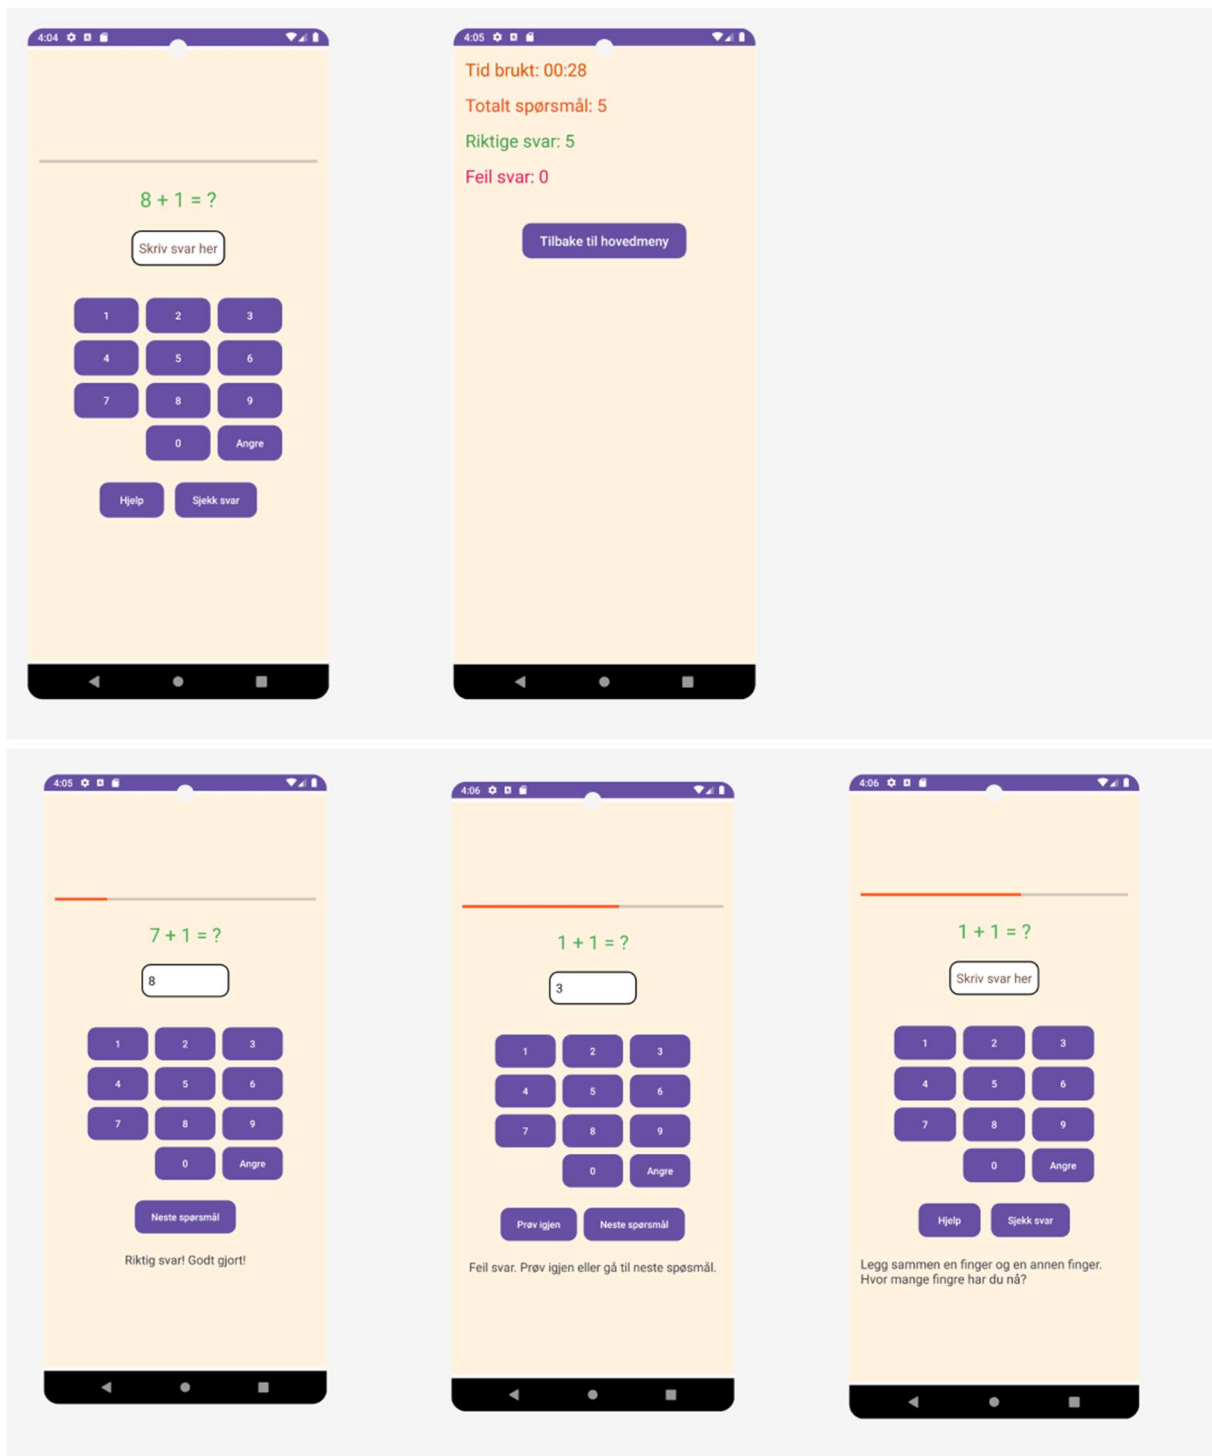 4:04
8 + 1 = ?
Skriv svar her
1 2 3
4 5 6
7 8 9
0 Angre
Hjelp Sjekk svar
4:05
Tid brukt: 00:28
Totalt spørsmål: 5
Riktige svar: 5
Feil svar: 0
Tilbake til hovedmeny
4:05
7 + 1 = ?
8
1 2 3
4 5 6
7 8 9
0 Angre
Neste spørsmål
Riktig svar! Godt gjort!
4:06
1 + 1 = ?
3
1 2 3
4 5 6
7 8 9
0 Angre
Prøv igjen Neste spørsmål
Feil svar. Prøv igjen eller gå til neste spøsmål.
4:06
1 + 1 = ?
Skriv svar her
1 2 3
4 5 6
7 8 9
0 Angre
Hjelp Sjekk svar
Legg sammen en finger og en annen finger.
Hvor mange fingre har du nå?